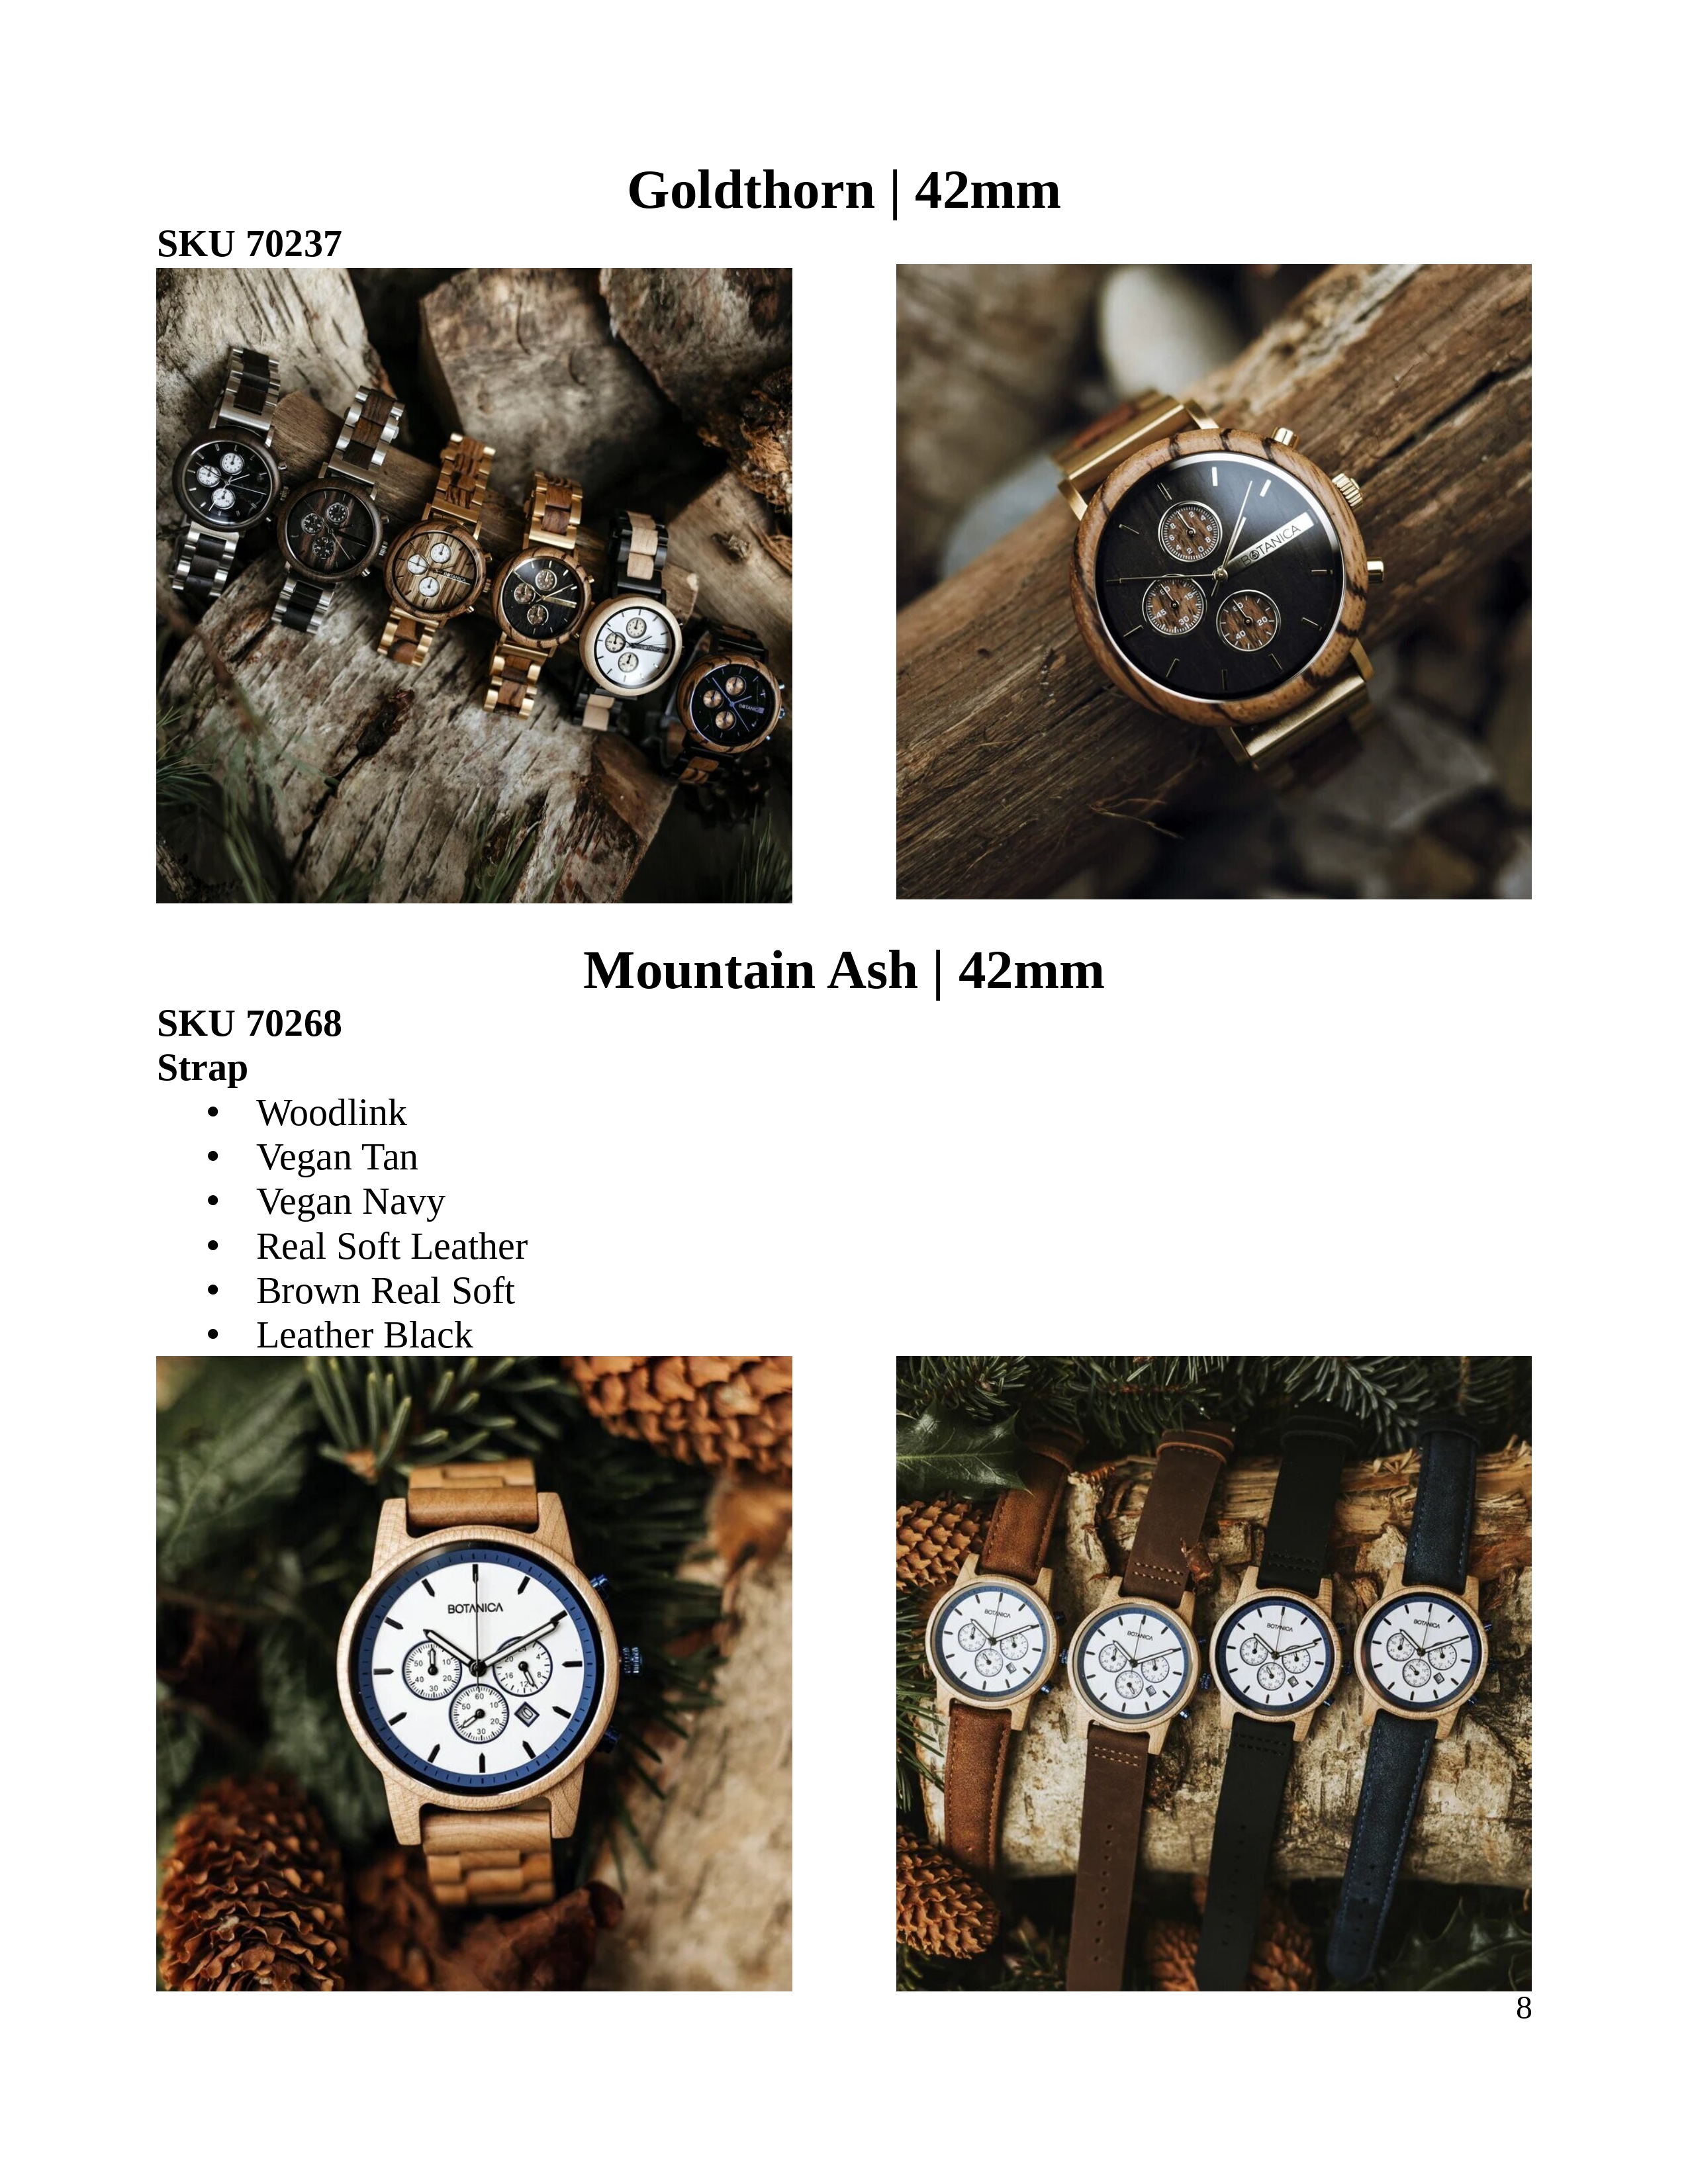 Goldthorn | 42mm
SKU 70237
BOTANICA
Mountain Ash | 42mm
SKU 70268
Strap
• Woodlink
• Vegan Tan
• Vegan Navy
• Real Soft Leather
• Brown Real Soft
• Leather Black
BOTANICA
BOTANICA
BOTANICA
BOTANICA
BOTANICA
8